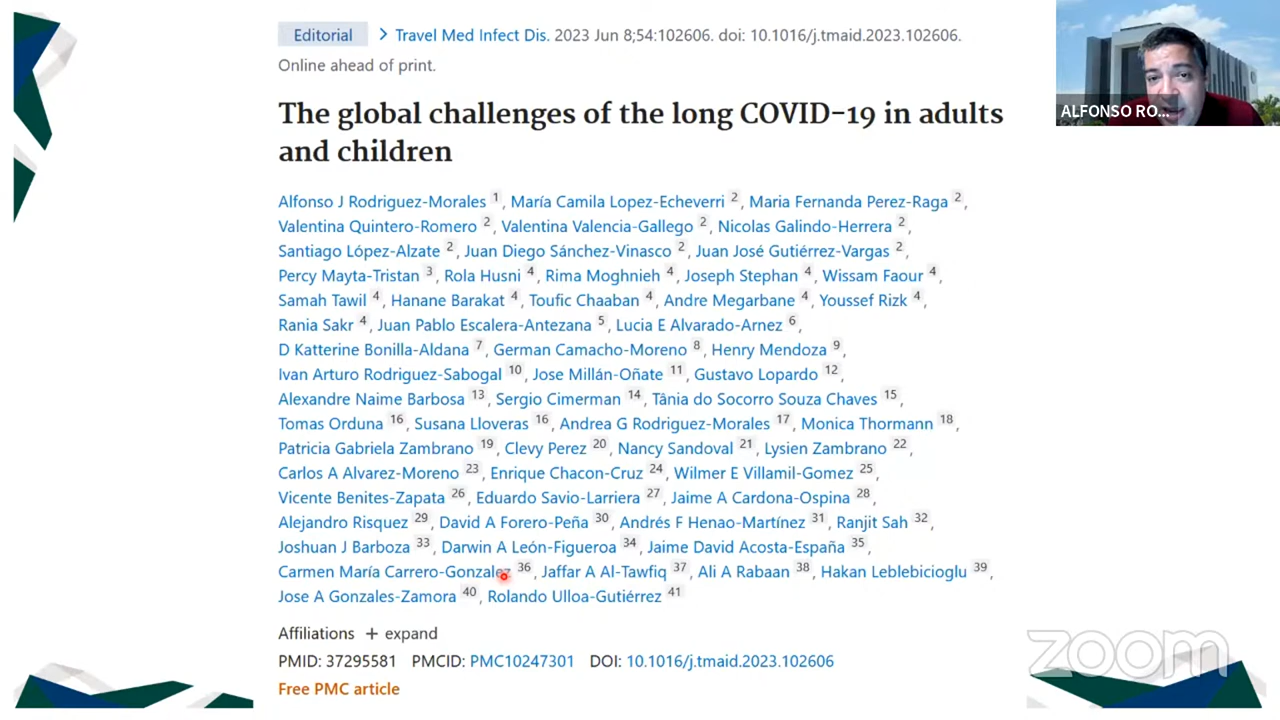 Editorial > Travel Med Infect Dis. 2023 Jun 8;54:102606. doi: 10.1016/j.tmaid.2023.102606.
Online ahead of print.
ALFONSO RO...
The global challenges of the long COVID-19 in adults
and children
Alfonso J Rodriguez-Morales 1, María Camila Lopez-Echeverri 2, Maria Fernanda Perez-Raga 2,
Valentina Quintero-Romero 2, Valentina Valencia-Gallego 2, Nicolas Galindo-Herrera 2,
Santiago López-Alzate 2, Juan Diego Sánchez-Vinasco 2, Juan José Gutiérrez-Vargas 2,
Percy Mayta-Tristan 3, Rola Husni 4, Rima Moghnieh 4, Joseph Stephan 4, Wissam Faour 4,
Samah Tawil 4, Hanane Barakat 4, Toufic Chaaban 4, Andre Megarbane 4, Youssef Rizk 4,
Rania Sakr 4, Juan Pablo Escalera-Antezana 5, Lucia E Alvarado-Arnez 6,
D Katterine Bonilla-Aldana 7, German Camacho-Moreno 8, Henry Mendoza 9,
Ivan Arturo Rodriguez-Sabogal 10, Jose Millán-Oñate 11, Gustavo Lopardo 12,
Alexandre Naime Barbosa 13, Sergio Cimerman 14, Tânia do Socorro Souza Chaves 15,
Tomas Orduna 16, Susana Lloveras 16, Andrea G Rodriguez-Morales 17, Monica Thormann 18,
Patricia Gabriela Zambrano 19, Clevy Perez 20, Nancy Sandoval 21, Lysien Zambrano 22,
Carlos A Alvarez-Moreno 23, Enrique Chacon-Cruz 24, Wilmer E Villamil-Gomez 25,
Vicente Benites-Zapata 26, Eduardo Savio-Larriera 27, Jaime A Cardona-Ospina 28,
Alejandro Risquez 29, David A Forero-Peña 30, Andrés F Henao-Martínez 31, Ranjit Sah 32,
Joshuan J Barboza 33, Darwin A León-Figueroa 34, Jaime David Acosta-España 35,
Carmen María Carrero-Gonzalez 36, Jaffar A Al-Tawfiq 37, Ali A Rabaan 38, Hakan Leblebicioglu 39,
Jose A Gonzales-Zamora 40, Rolando Ulloa-Gutiérrez 41
Affiliations + expand
PMID: 37295581 PMCID: PMC10247301 DOI: 10.1016/j.tmaid.2023.102606
Free PMC article
zoom